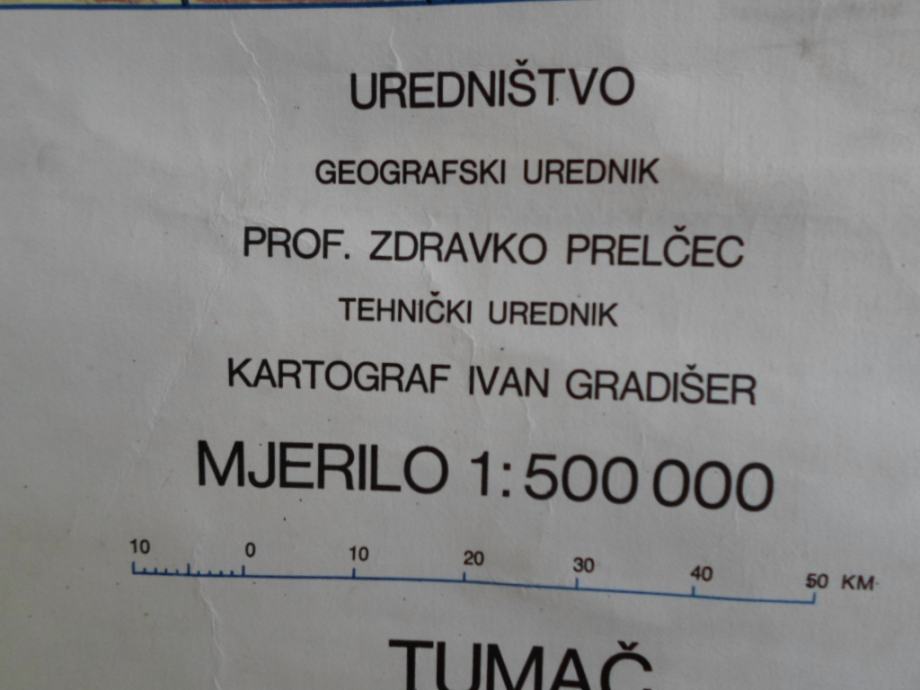 UREDNIŠTVO
GEOGRAFSKI UREDNIK
PROF. ZDRAVKO PRELČEC
TEHNIČKI UREDNIK
KARTOGRAF IVAN GRADIŠER
MJERILO 1:500 000
10 0 10 20 30 40 50 KM
TUMAČ